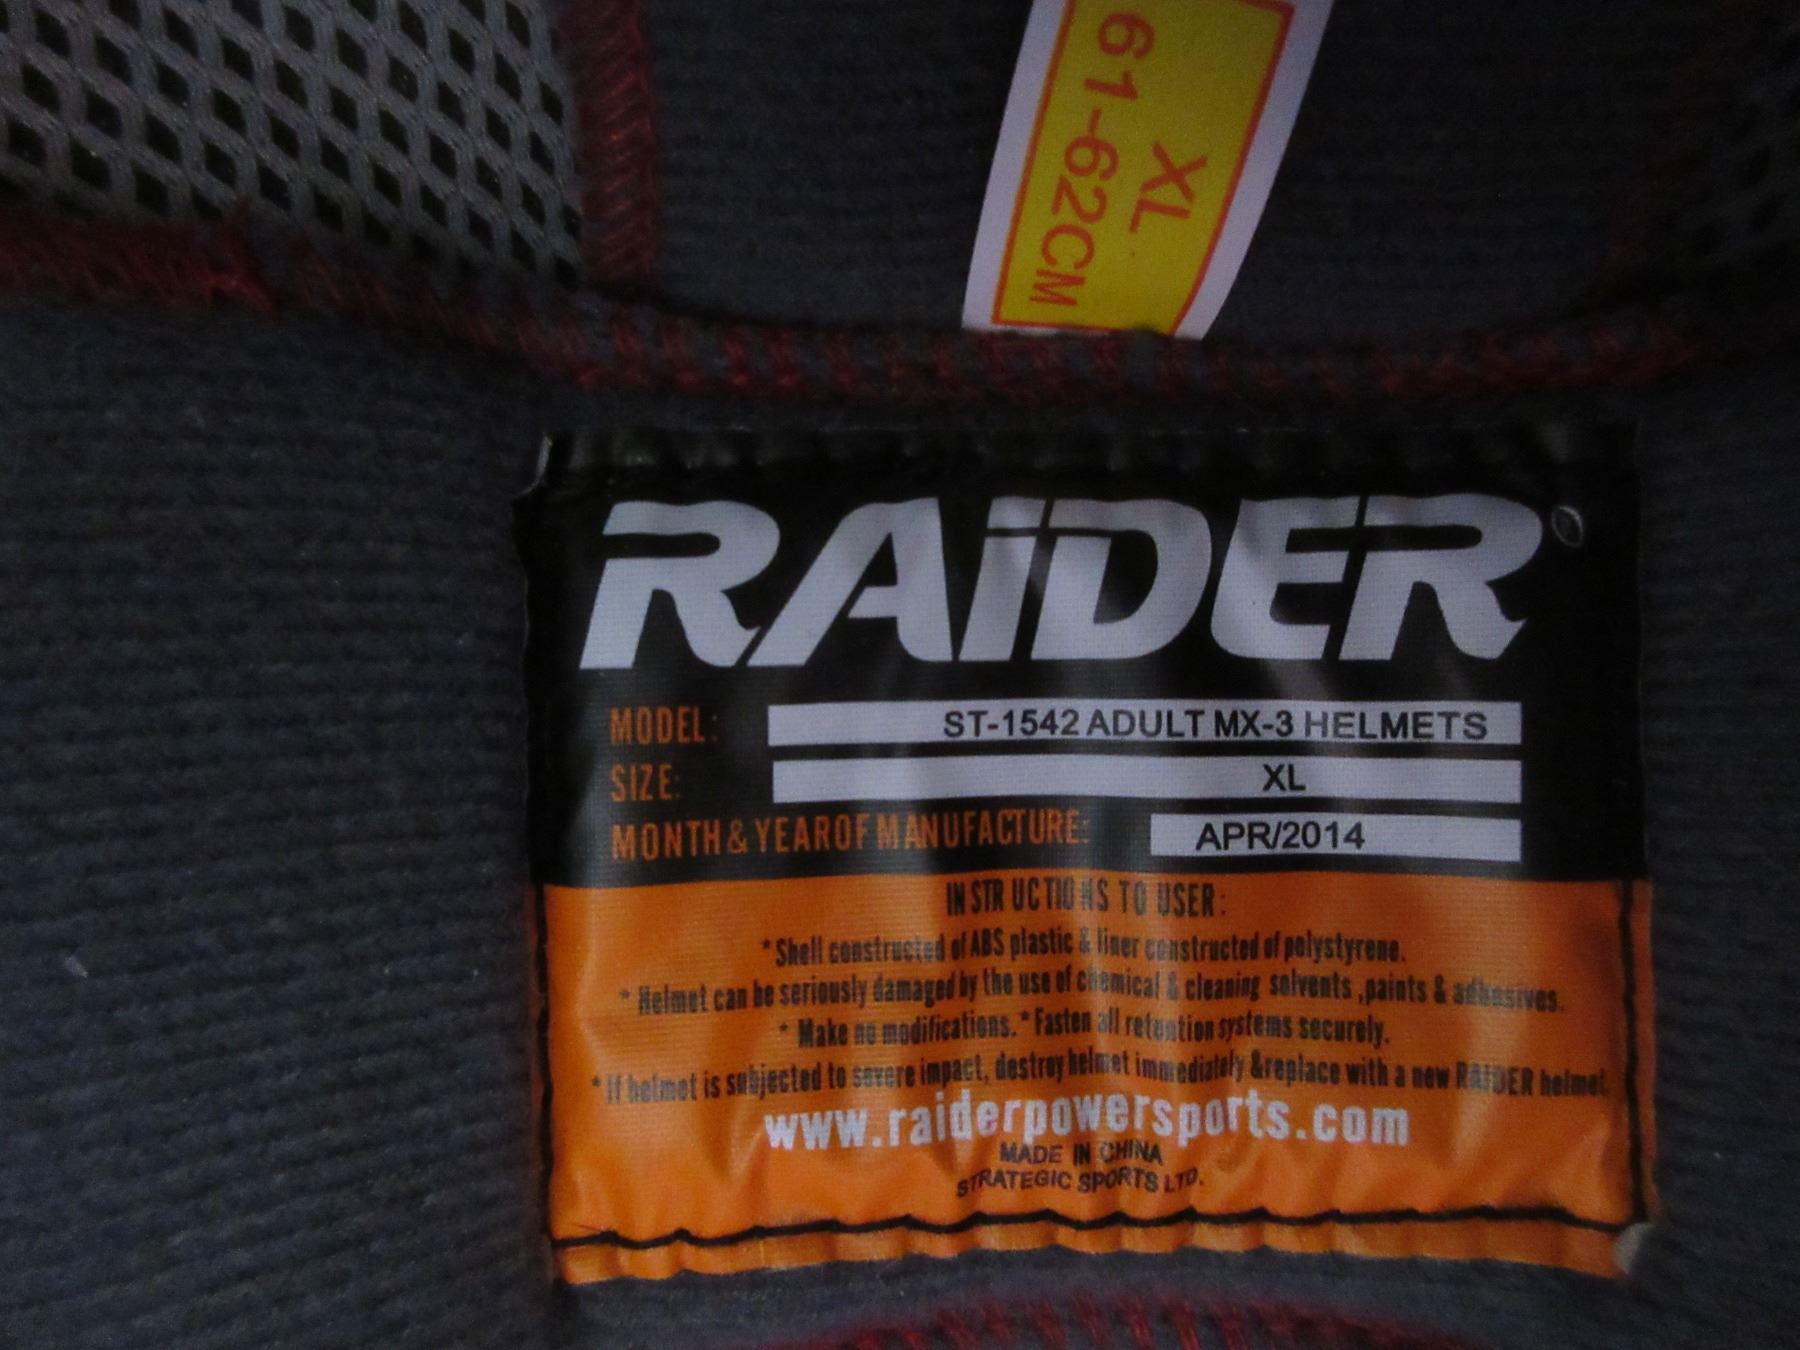 XL
61-62CM
RAiDER
MODEL: ST-1542 ADULT MX-3 HELMETS
SIZE: XL
MONTH & YEAR OF MANUFACTURE: APR/2014
INSTRUCTIONS TO USER:
* Shell constructed of ABS plastic & liner constructed of polystyrene.
* Helmet can be seriously damaged by the use of chemical & cleaning solvents ,paints & adhesives.
* Make no modifications. * Fasten all retention systems securely.
* If helmet is subjected to severe impact, destroy helmet immediately &replace with a new RAIDER helmet.
www.raiderpowersports.com
MADE IN CHINA
STRATEGIC SPORTS LTD.